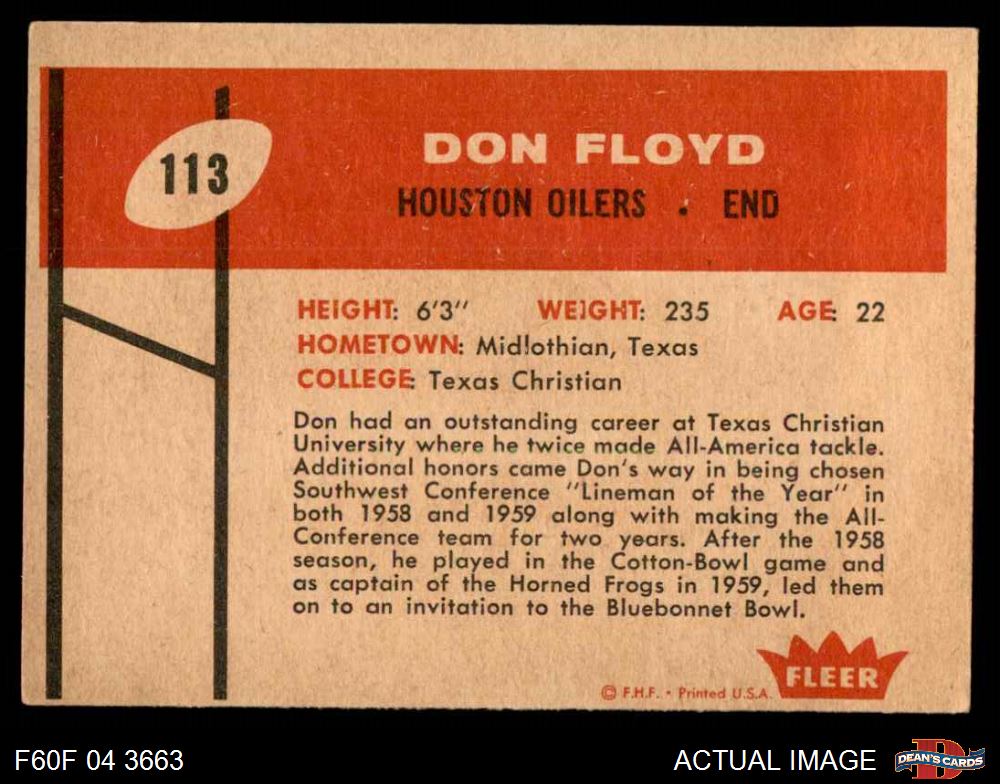 113
DON FLOYD
HOUSTON OILERS . END
HEIGHT: 6'3" WEIGHT: 235 AGE: 22
HOMETOWN: Midlothian, Texas
COLLEGE: Texas Christian
Don had an outstanding career at Texas Christian
University where he twice made All-America tackle.
Additional honors came Don's way in being chosen
Southwest Conference "Lineman of the Year" in
both 1958 and 1959 along with making the All-
Conference team for two years. After the 1958
season, he played in the Cotton-Bowl game and
as captain of the Horned Frogs in 1959, led them
on to an invitation to the Bluebonnet Bowl.
FLEER
© F.H.F. • Printed U.S.A.
F60F 04 3663
ACTUAL IMAGE
D
DEAN'S CARDS